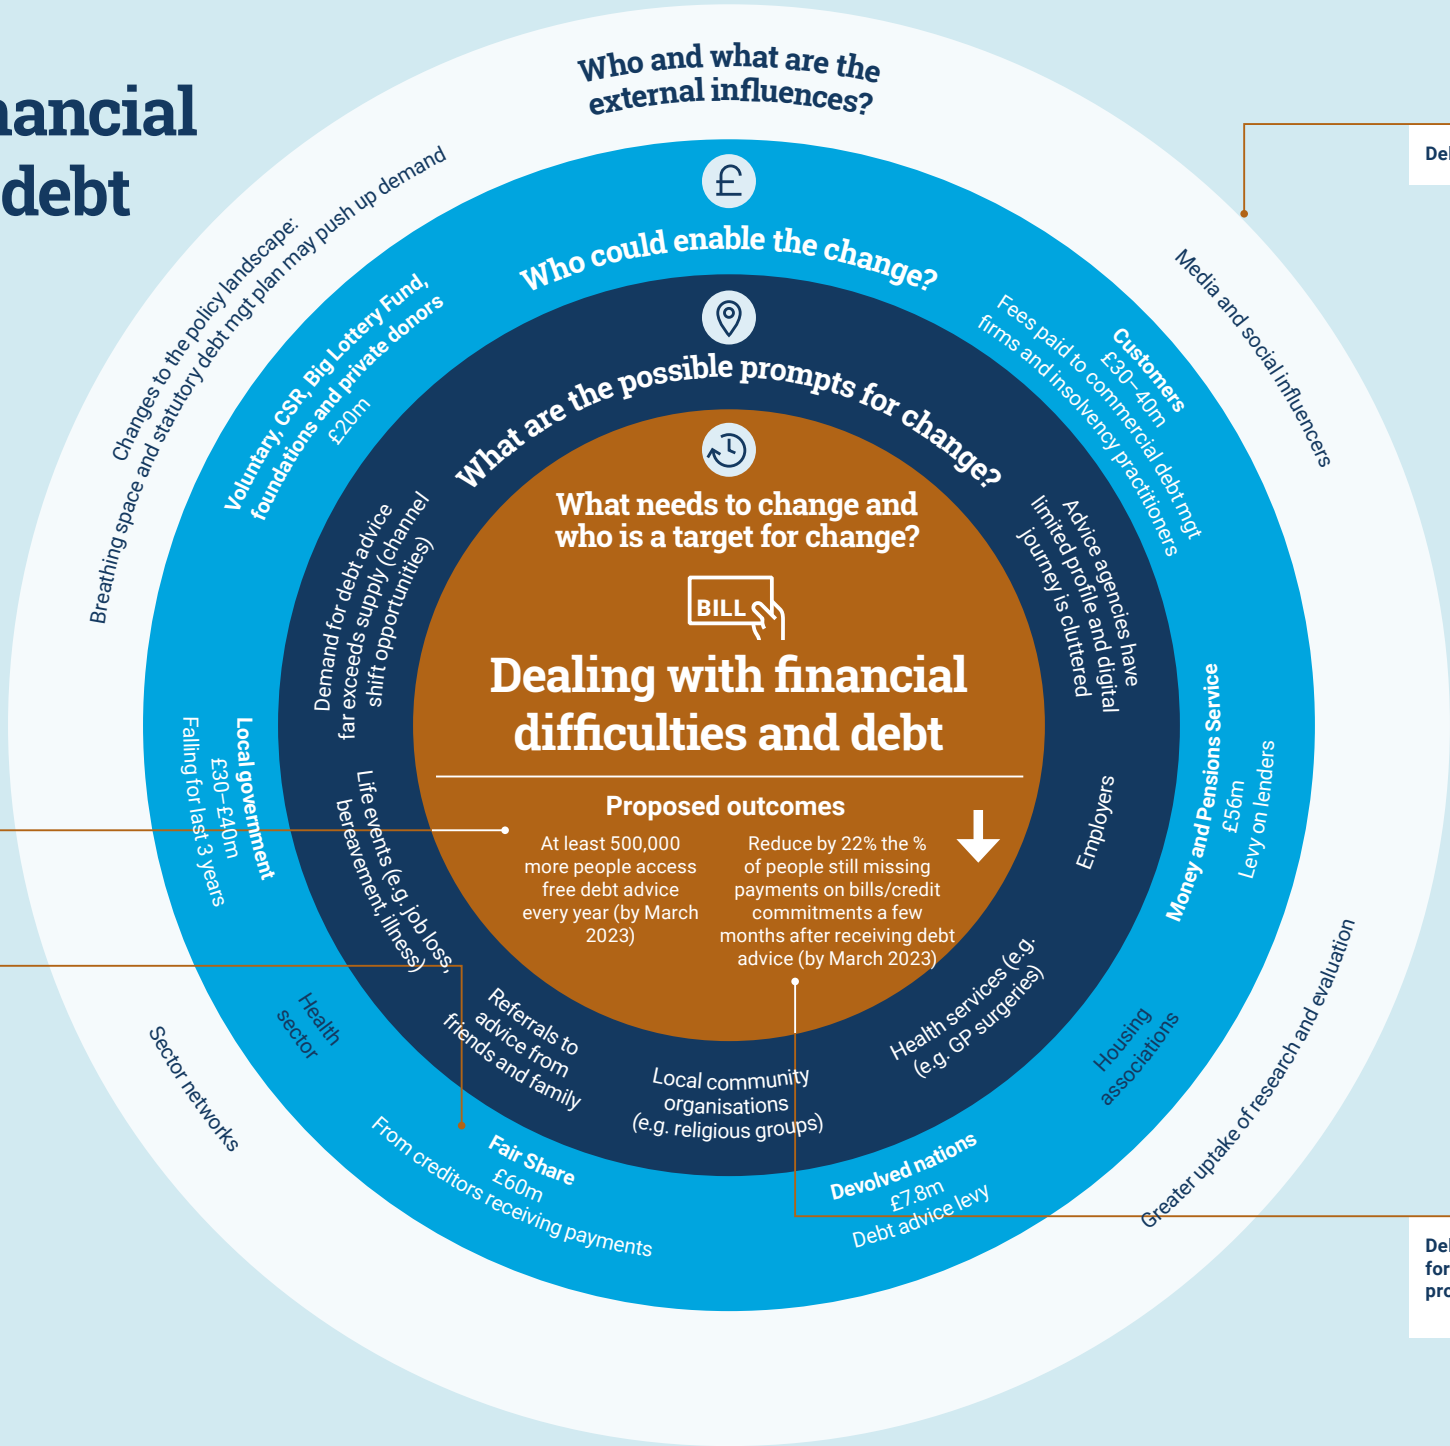 nancial
debt
Who and what are the
external influences?
Changes to the policy landscape:
Breathing space and statutory debt mgt plan may push up demand
Media and social influencers
Greater uptake of research and evaluation
Sector networks
£
Who could enable the change?
Voluntary, CSR, Big Lottery Fund,
foundations and private donors
£20m
Customers
£30–40m
Fees paid to commercial debt mgt
firms and insolvency practitioners
Money and Pensions Service
£56m
Levy on lenders
Housing
associations
Devolved nations
£7.8m
Debt advice levy
Fair Share
£60m
From creditors receiving payments
Health
sector
Local government
£30–£40m
Falling for last 3 years
What are the possible prompts for change?
Demand for debt advice
far exceeds supply (channel
shift opportunities)
Advice agencies have
limited profile and digital
journey is cluttered
Employers
Health services (e.g.
(e.g. GP surgeries)
Local community
organisations
(e.g. religious groups)
Referrals to
advice from
friends and family
Life events (e.g. job loss,
bereavement, illness)
What needs to change and
who is a target for change?
BILL
Dealing with financial
difficulties and debt
Proposed outcomes
At least 500,000
more people access
free debt advice
every year (by March
2023)
Reduce by 22% the %
of people still missing
payments on bills/credit
commitments a few
months after receiving debt
advice (by March 2023)
for